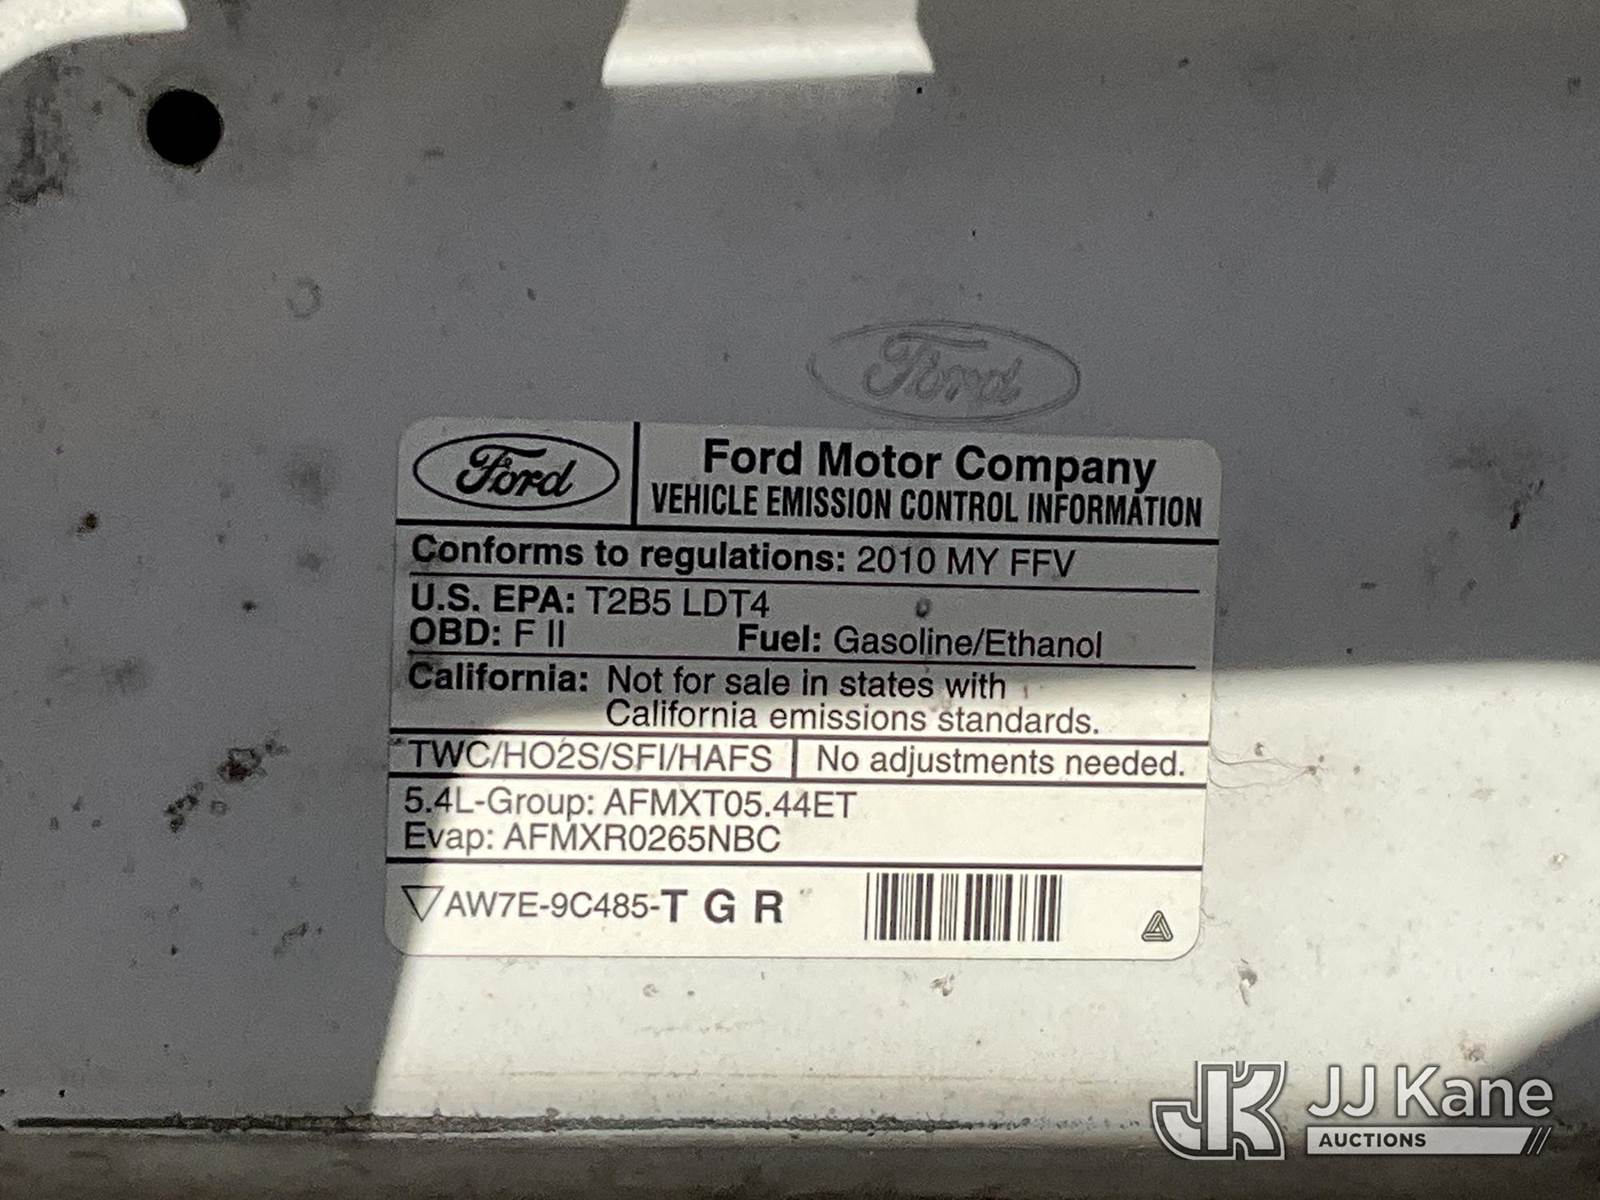 Ford
Ford
Ford Motor Company
VEHICLE EMISSION CONTROL INFORMATION
Conforms to regulations: 2010 MY FFV
U.S. EPA: T2B5 LDT4
OBD: F II Fuel: Gasoline/Ethanol
California: Not for sale in states with
California emissions standards.
TWC/HO2S/SFI/HAFS No adjustments needed.
5.4L-Group: AFMXT05.44ET
Evap: AFMXR0265NBC
AW7E-9C485-T G R
JK JJ Kane
AUCTIONS